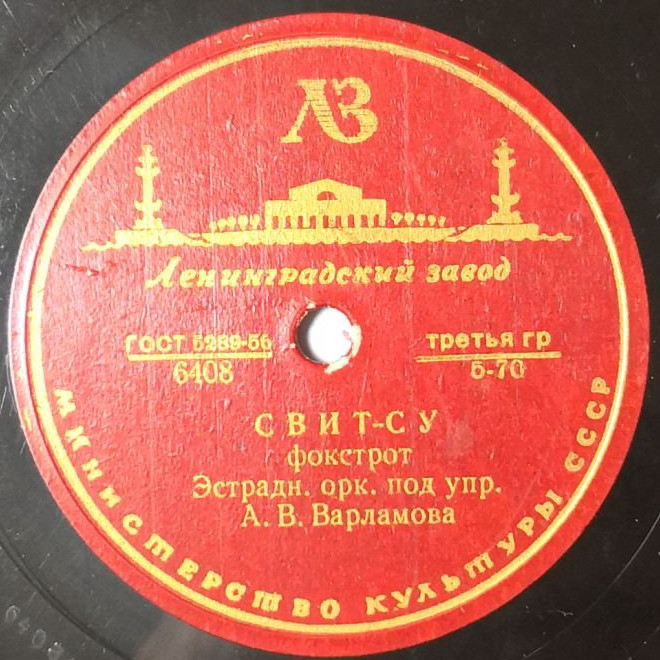 ЛЗ
Ленинградский завод
ГОСТ 5289-56
6408
третья гр
5-70
СВИТ-СУ
фокстрот
Эстрадн. орк. под упр.
А. В. Варламова
МИНИСТЕРСТВО КУЛЬТУРЫ СССР